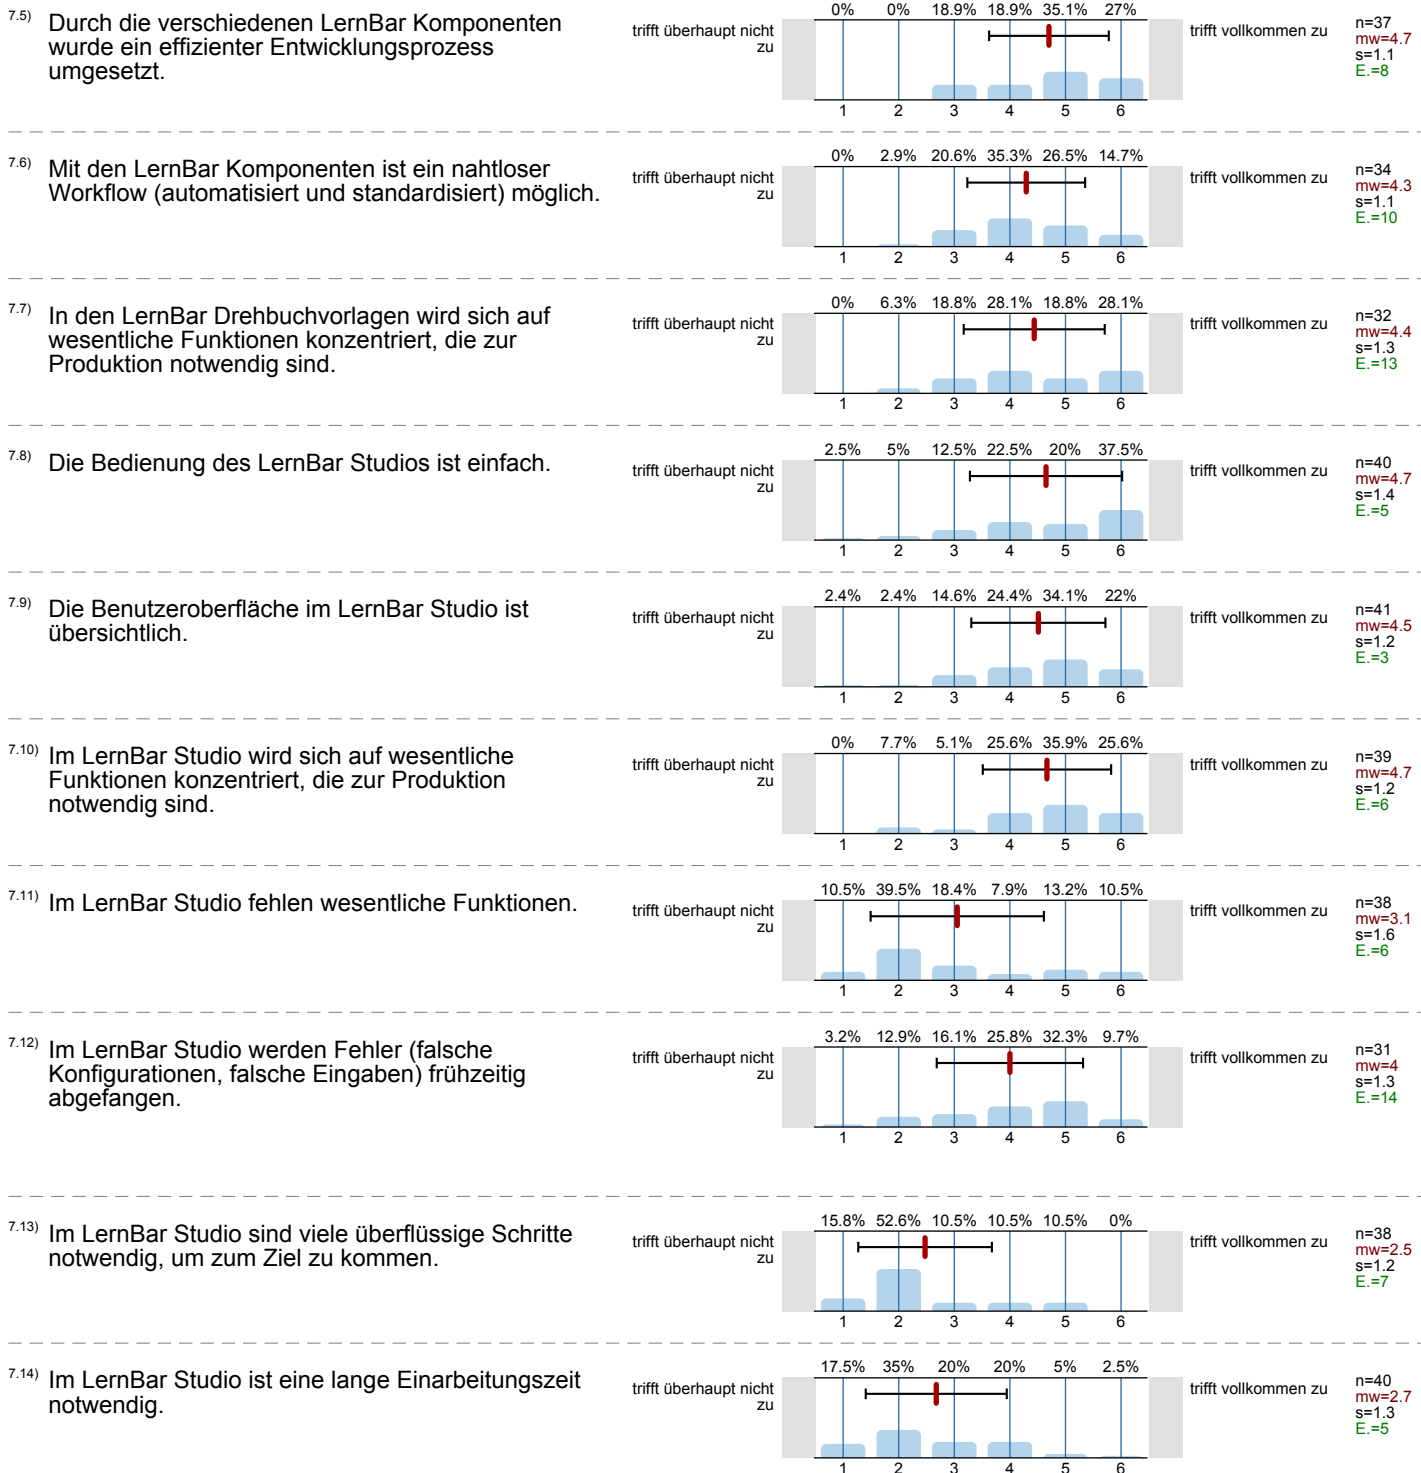 7.5) Durch die verschiedenen LernBar Komponenten
wurde ein effizienter Entwicklungsprozess
umgesetzt.
trifft überhaupt nicht
zu
0% 0% 18.9% 18.9% 35.1% 27%
1 2 3 4 5 6
trifft vollkommen zu
n=37
mw=4.7
s=1.1
E.=8
7.6) Mit den LernBar Komponenten ist ein nahtloser
Workflow (automatisiert und standardisiert) möglich.
trifft überhaupt nicht
zu
0% 2.9% 20.6% 35.3% 26.5% 14.7%
1 2 3 4 5 6
trifft vollkommen zu
n=34
mw=4.3
s=1.1
E.=10
7.7) In den LernBar Drehbuchvorlagen wird sich auf
wesentliche Funktionen konzentriert, die zur
Produktion notwendig sind.
trifft überhaupt nicht
zu
0% 6.3% 18.8% 28.1% 18.8% 28.1%
1 2 3 4 5 6
trifft vollkommen zu
n=32
mw=4.4
s=1.3
E.=13
7.8) Die Bedienung des LernBar Studios ist einfach.
trifft überhaupt nicht
zu
2.5% 5% 12.5% 22.5% 20% 37.5%
1 2 3 4 5 6
trifft vollkommen zu
n=40
mw=4.7
s=1.4
E.=5
7.9) Die Benutzeroberfläche im LernBar Studio ist
übersichtlich.
trifft überhaupt nicht
zu
2.4% 2.4% 14.6% 24.4% 34.1% 22%
1 2 3 4 5 6
trifft vollkommen zu
n=41
mw=4.5
s=1.2
E.=3
7.10) Im LernBar Studio wird sich auf wesentliche
Funktionen konzentriert, die zur Produktion
notwendig sind.
trifft überhaupt nicht
zu
0% 7.7% 5.1% 25.6% 35.9% 25.6%
1 2 3 4 5 6
trifft vollkommen zu
n=39
mw=4.7
s=1.2
E.=6
7.11) Im LernBar Studio fehlen wesentliche Funktionen.
trifft überhaupt nicht
zu
10.5% 39.5% 18.4% 7.9% 13.2% 10.5%
1 2 3 4 5 6
trifft vollkommen zu
n=38
mw=3.1
s=1.6
E.=6
7.12) Im LernBar Studio werden Fehler (falsche
Konfigurationen, falsche Eingaben) frühzeitig
abgefangen.
trifft überhaupt nicht
zu
3.2% 12.9% 16.1% 25.8% 32.3% 9.7%
1 2 3 4 5 6
trifft vollkommen zu
n=31
mw=4
s=1.3
E.=14
7.13) Im LernBar Studio sind viele überflüssige Schritte
notwendig, um zum Ziel zu kommen.
trifft überhaupt nicht
zu
15.8% 52.6% 10.5% 10.5% 10.5% 0%
1 2 3 4 5 6
trifft vollkommen zu
n=38
mw=2.5
s=1.2
E.=7
7.14) Im LernBar Studio ist eine lange Einarbeitungszeit
notwendig.
trifft überhaupt nicht
zu
17.5% 35% 20% 20% 5% 2.5%
1 2 3 4 5 6
trifft vollkommen zu
n=40
mw=2.7
s=1.3
E.=5